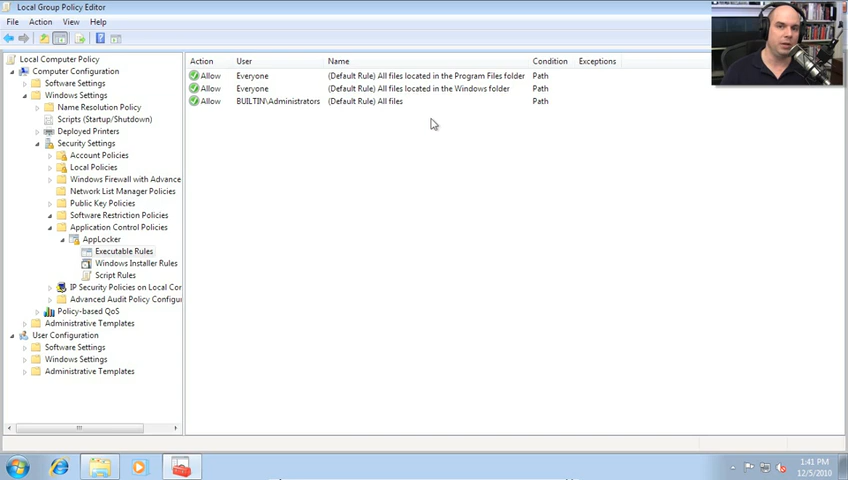 Local Group Policy Editor
File Action View Help
Local Computer Policy
Computer Configuration
Software Settings
Windows Settings
Name Resolution Policy
Scripts (Startup/Shutdown)
Deployed Printers
Security Settings
Account Policies
Local Policies
Windows Firewall with Advance
Network List Manager Policies
Public Key Policies
Software Restriction Policies
Application Control Policies
AppLocker
Executable Rules
Windows Installer Rules
Script Rules
IP Security Policies on Local Cor
Advanced Audit Policy Configur
Policy-based QoS
Administrative Templates
User Configuration
Software Settings
Windows Settings
Administrative Templates
Action User Name Condition Exceptions
Allow Everyone (Default Rule) All files located in the Program Files folder Path
Allow Everyone (Default Rule) All files located in the Windows folder Path
Allow BUILTIN\Administrators (Default Rule) All files Path
1:41 PM
12/5/2010